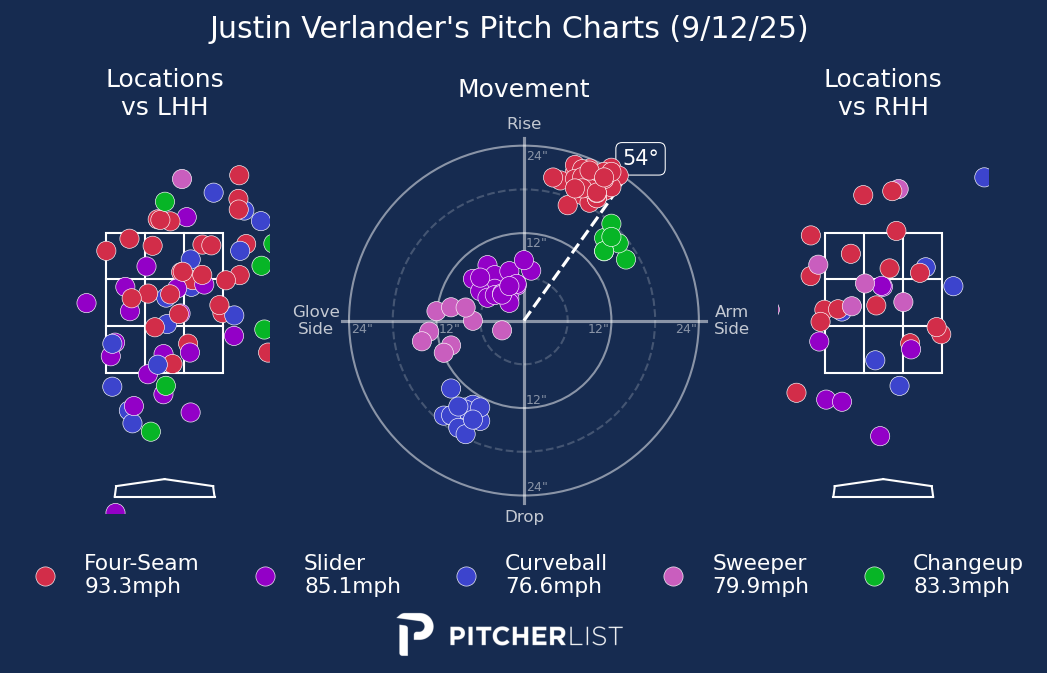 Justin Verlander's Pitch Charts (9/12/25)
Locations
vs LHH
Movement
Locations
vs RHH
Rise
24"
54°
12"
Glove
Side
24"
12"
12"
24"
Arm
Side
12"
24"
Drop
Four-Seam
93.3mph
Slider
85.1mph
Curveball
76.6mph
Sweeper
79.9mph
Changeup
83.3mph
PITCHERLIST